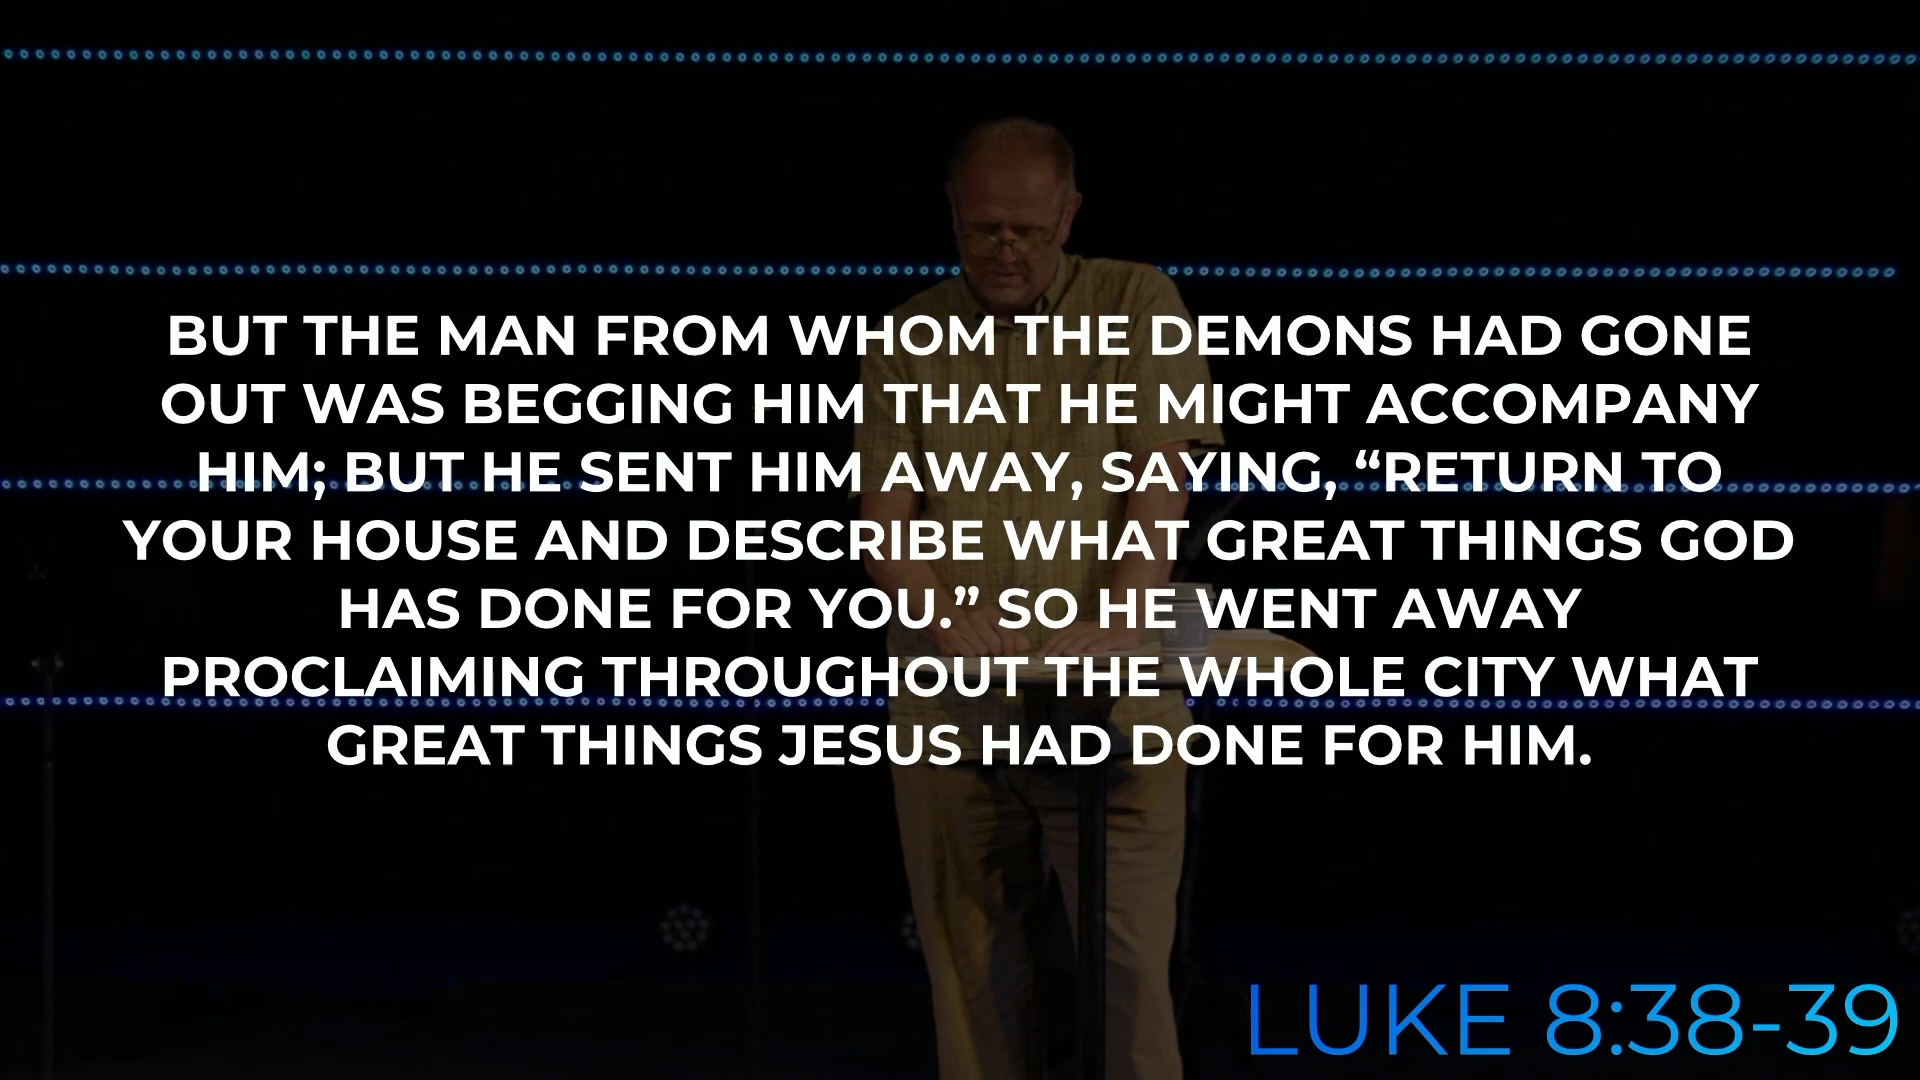 BUT THE MAN FROM WHOM THE DEMONS HAD GONE
OUT WAS BEGGING HIM THAT HE MIGHT ACCOMPANY
HIM; BUT HE SENT HIM AWAY, SAYING, “RETURN TO
YOUR HOUSE AND DESCRIBE WHAT GREAT THINGS GOD
HAS DONE FOR YOU.” SO HE WENT AWAY
PROCLAIMING THROUGHOUT THE WHOLE CITY WHAT
GREAT THINGS JESUS HAD DONE FOR HIM.
LUKE 8:38-39